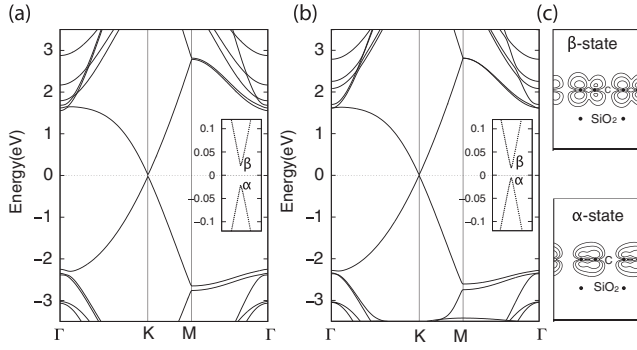 (a)
(b)
(c)
Energy(eV)
3
2
1
0
−1
−2
−3
0.1
0.05
0
−0.05
−0.1
β
α
Γ
K
M
Γ
Energy(eV)
3
2
1
0
−1
−2
−3
0.1
0.05
0
−0.05
−0.1
β
α
Γ
K
M
Γ
β-state
C
SiO₂
α-state
C
SiO₂